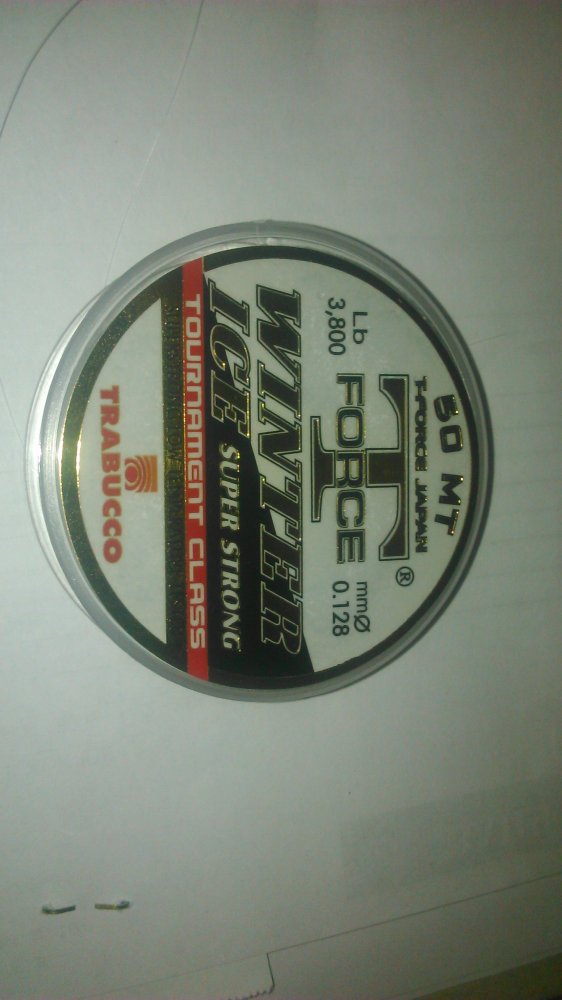 50 MT
T-FORCE JAPAN
T
FORCE ®
Lb
3,800
mmØ
0.128
WINTER
ICE SUPER STRONG
TOURNAMENT CLASS
TRABUCCO